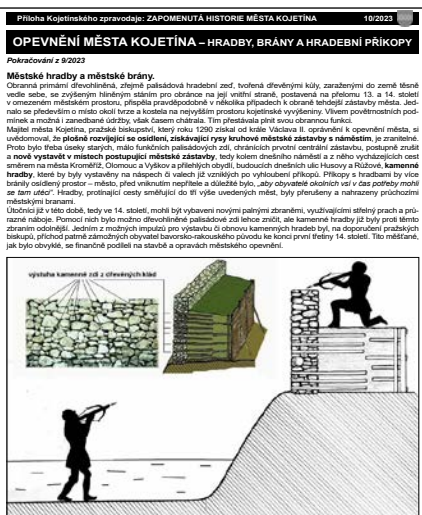 Příloha Kojetínského zpravodaje: ZAPOMENUTÁ HISTORIE MĚSTA KOJETÍNA 10/2023
OPEVNĚNÍ MĚSTA KOJETÍNA – HRADBY, BRÁNY A HRADEBNÍ PŘÍKOPY
Pokračování z 9/2023
Městské hradby a městské brány.
Obranná primární dřevohliněná, zřejmě palisádová hradební zeď, tvořená dřevěnými kůly, zaraženými do země těsně
vedle sebe, se zvýšeným hliněným stáním pro obránce na její vnitřní straně, postavená na přelomu 13. a 14. století
v omezeném městském prostoru, přispěla pravděpodobně v několika případech k obraně tehdejší zástavby města. Jed-
nalo se především o místo okolí tvrze a kostela na nejvyšším prostoru kojetínské vyvýšeniny. Vlivem povětrnostních pod-
mínek a možná i zanedbané údržby, však časem chátrala. Tím přestávala plnit svou obrannou funkci.
Majitel města Kojetína, pražské biskupství, který roku 1290 získal od krále Václava II. oprávnění k opevnění města, si
uvědomoval, že plošně rozvíjející se osídlení, získávající rysy kruhové městské zástavby s náměstím, je zranitelné.
Proto bylo třeba úseky starých, málo funkčních palisádových zdí, chránících prvotní centrální zástavbu, postupně zrušit
a nově vystavět v místech postupující městské zástavby, tedy kolem dnešního náměstí a z něho vycházejících cest
směrem na města Kroměříž, Olomouc a Vyškov a přilehlých obydlí, budoucích dnešních ulic Husovy a Růžové, kamenné
hradby, které by byly vystavěny na náspech či valech již vzniklých po vyhloubení příkopů. Příkopy s hradbami by více
bránily osídlený prostor – město, před vniknutím nepřítele a důležité bylo, „aby obyvatelé okolních vsí v čas potřeby mohli
se tam utéc“. Hradby, protínající cesty směřující do tří výše uvedených měst, byly přerušeny a nahrazeny průchozími
městskými branami.
Útočníci již v této době, tedy ve 14. století, mohli být vybaveni novými palnými zbraněmi, využívajícími střelný prach a prů-
razné náboje. Pomocí nich bylo možno dřevohliněné palisádové zdi lehce zničit, ale kamenné hradby již byly proti těmto
zbraním odolnější. Jedním z možných impulzů pro výstavbu či obnovu kamenných hradeb byl, na doporučení pražských
biskupů, příchod patně zámožných obyvatel bavorsko-rakouského původu ke konci první třetiny 14. století. Tito měšťané,
jak bylo obvyklé, se finančně podíleli na stavbě a opravách městského opevnění.
výstuha kamenné zdi z dřevěných klád